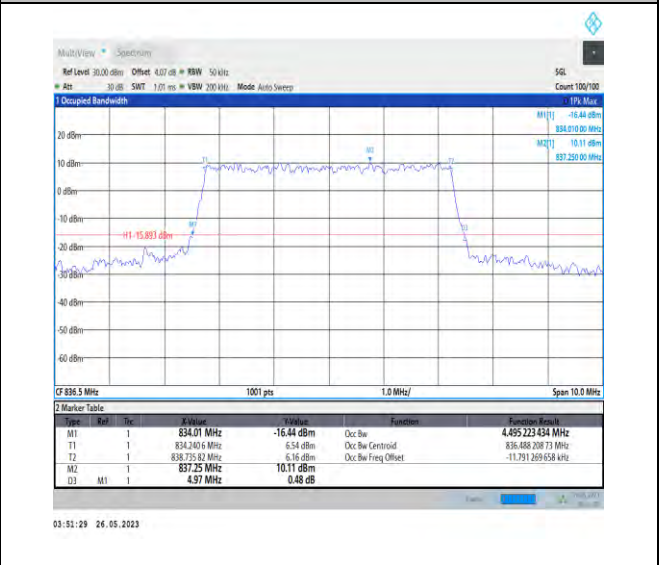 MultiView Spectrum
Ref Level 30.00 dBm Offset 4.07 dB RBW 50 kHz SGL
Att 30 dB SWT 1.01 ms VBW 200 kHz Mode Auto Sweep Count 100/100
1 Occupied Bandwidth 1Pk Max
M1[1] -16.44 dBm
834.010 00 MHz
M2[1] 10.11 dBm
837.250 00 MHz
20 dBm
M2
T1
10 dBm
0 dBm
-10 dBm
M1
H1 -15.893 dBm
-20 dBm
-30 dBm
-40 dBm
-50 dBm
-60 dBm
CF 836.5 MHz 1001 pts 1.0 MHz/ Span 10.0 MHz
2 Marker Table
Type Ref Trc X-Value Y-Value Function Function Result
M1 1 834.01 MHz -16.44 dBm Occ Bw 4.495 223 434 MHz
T1 1 834.240 6 MHz 6.54 dBm Occ Bw Centroid 836.488 208 73 MHz
T2 1 838.735 82 MHz 6.16 dBm Occ Bw Freq Offset -11.791 269 658 kHz
M2 1 837.25 MHz 10.11 dBm
D3 M1 1 4.97 MHz 0.48 dB
03:51:29 26.05.2023